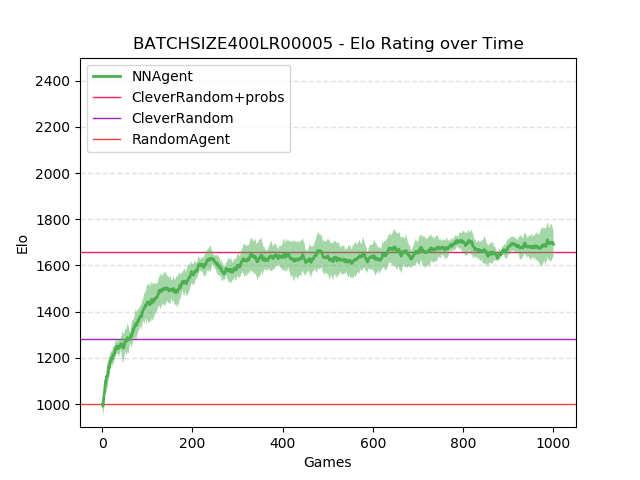 BATCHSIZE400LR00005 - Elo Rating over Time
NNAgent
CleverRandom+probs
CleverRandom
RandomAgent
Elo
2400
2200
2000
1800
1600
1400
1200
1000
0 200 400 600 800 1000
Games